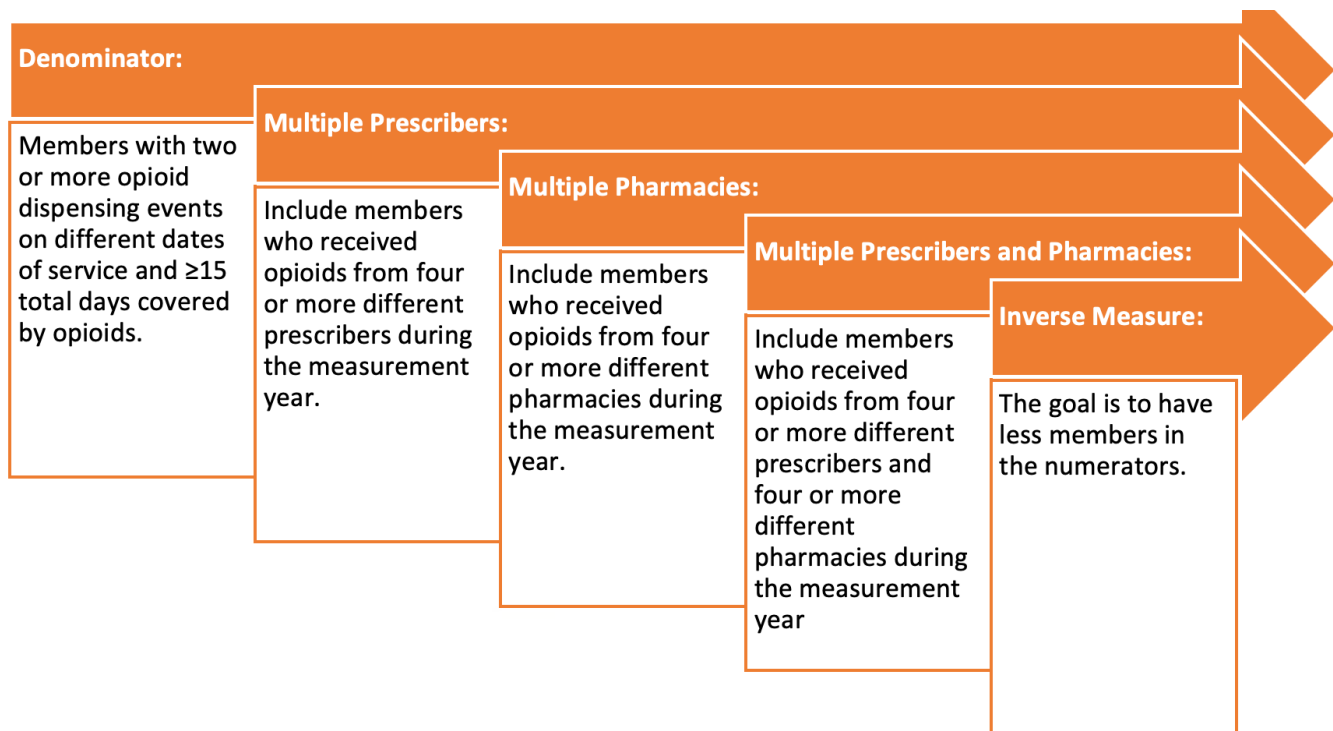 Denominator:
Members with two
or more opioid
dispensing events
on different dates
of service and ≥15
total days covered
by opioids.
Multiple Prescribers:
Include members
who received
opioids from four
or more different
prescribers during
the measurement
year.
Multiple Pharmacies:
Include members
who received
opioids from four
or more different
pharmacies during
the measurement
year.
Multiple Prescribers and Pharmacies:
Include members
who received
opioids from four
or more different
prescribers and
four or more
different
pharmacies during
the measurement
year
Inverse Measure:
The goal is to have
less members in
the numerators.